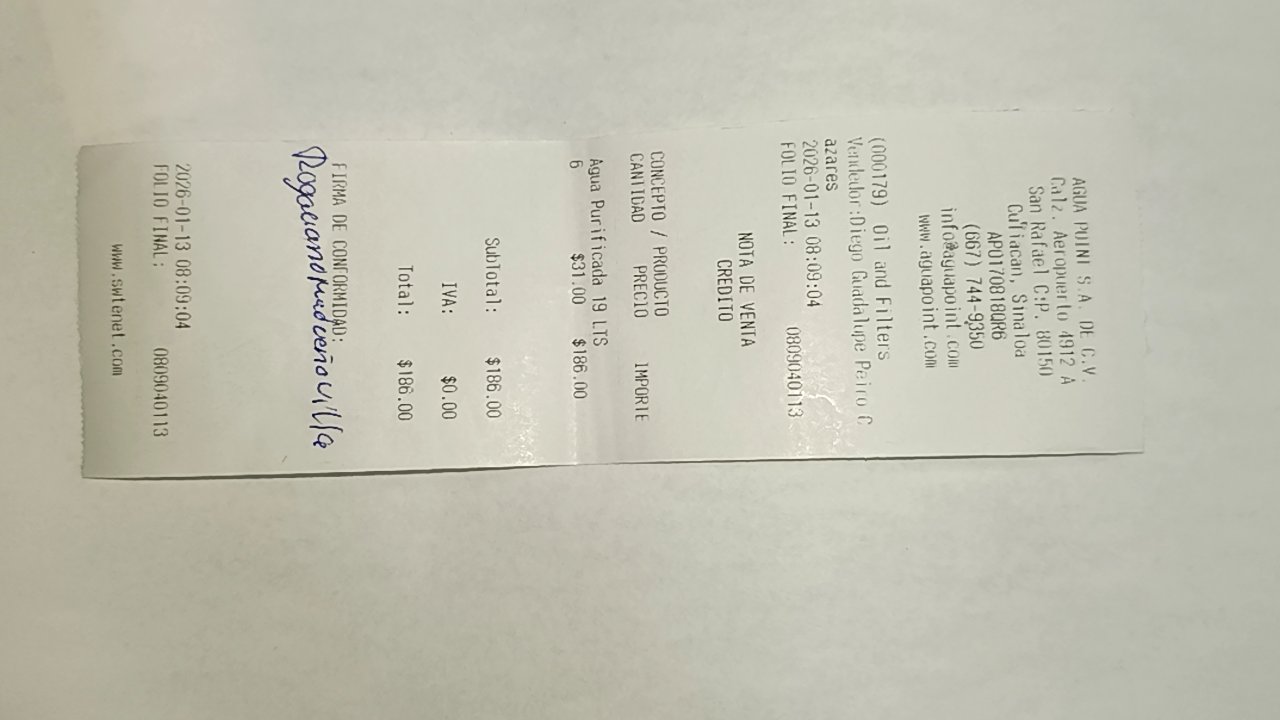 AGUA POINT S.A. DE C.V.
Calz. Aeropuerto 4912 A
San Rafael C:P. 80150
Culiacan, Sinaloa
APO170818QR6
(667) 744-9350
info@aguapoint.com
www.aguapoint.com
NOTA DE VENTA
CREDITO
(000179) Oil and Filters
Vendedor:Diego Guadalupe Peiro C
azares
2026-01-13 08:09:04
FOLIO FINAL: 0809040113
CONCEPTO / PRODUCTO
CANTIDAD PRECIO IMPORTE
Agua Purificada 19 LTS
6 $31.00 $186.00
SubTotal: $186.00
IVA: $0.00
Total: $186.00
FIRMA DE CONFORMIDAD:
2026-01-13 08:09:04
FOLIO FINAL: 0809040113
www.swtenet.com